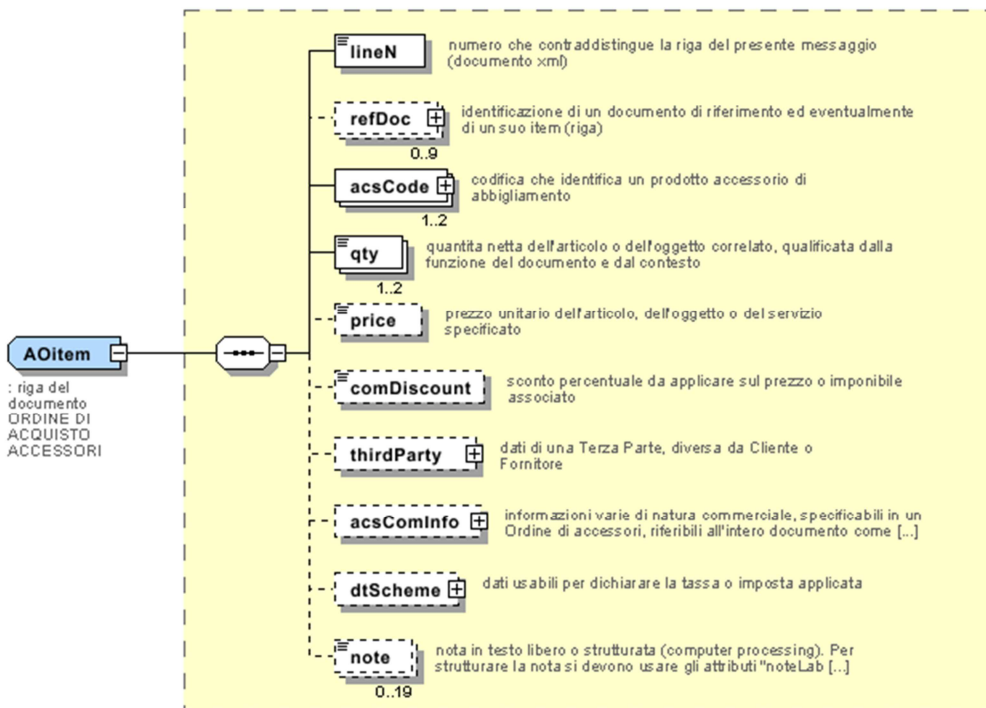 lineN
numero che contraddistingue la riga del presente messaggio
(documento xml)
refDoc
0..9
identificazione di un documento di riferimento ed eventualmente
di un suo item (riga)
acsCode
1..2
codifica che identifica un prodotto accessorio di
abbigliamento
qty
1..2
quantita netta dell'articolo o dell'oggetto correlato, qualificata dalla
funzione del documento e dal contesto
price
prezzo unitario dell'articolo, dell'oggetto o del servizio
specificato
AOitem
: riga del
documento
ORDINE DI
ACQUISTO
ACCESSORI
comDiscount
sconto percentuale da applicare sul prezzo o imponibile
associato
thirdParty
dati di una Terza Parte, diversa da Cliente o
Fornitore
acsComInfo
informazioni varie di natura commerciale, specificabili in un
Ordine di accessori, riferibili all'intero documento come [...]
dtScheme
dati usabili per dichiarare la tassa o imposta applicata
note
0..19
nota in testo libero o strutturata (computer processing). Per
strutturare la nota si devono usare gli attributi "noteLab [...]